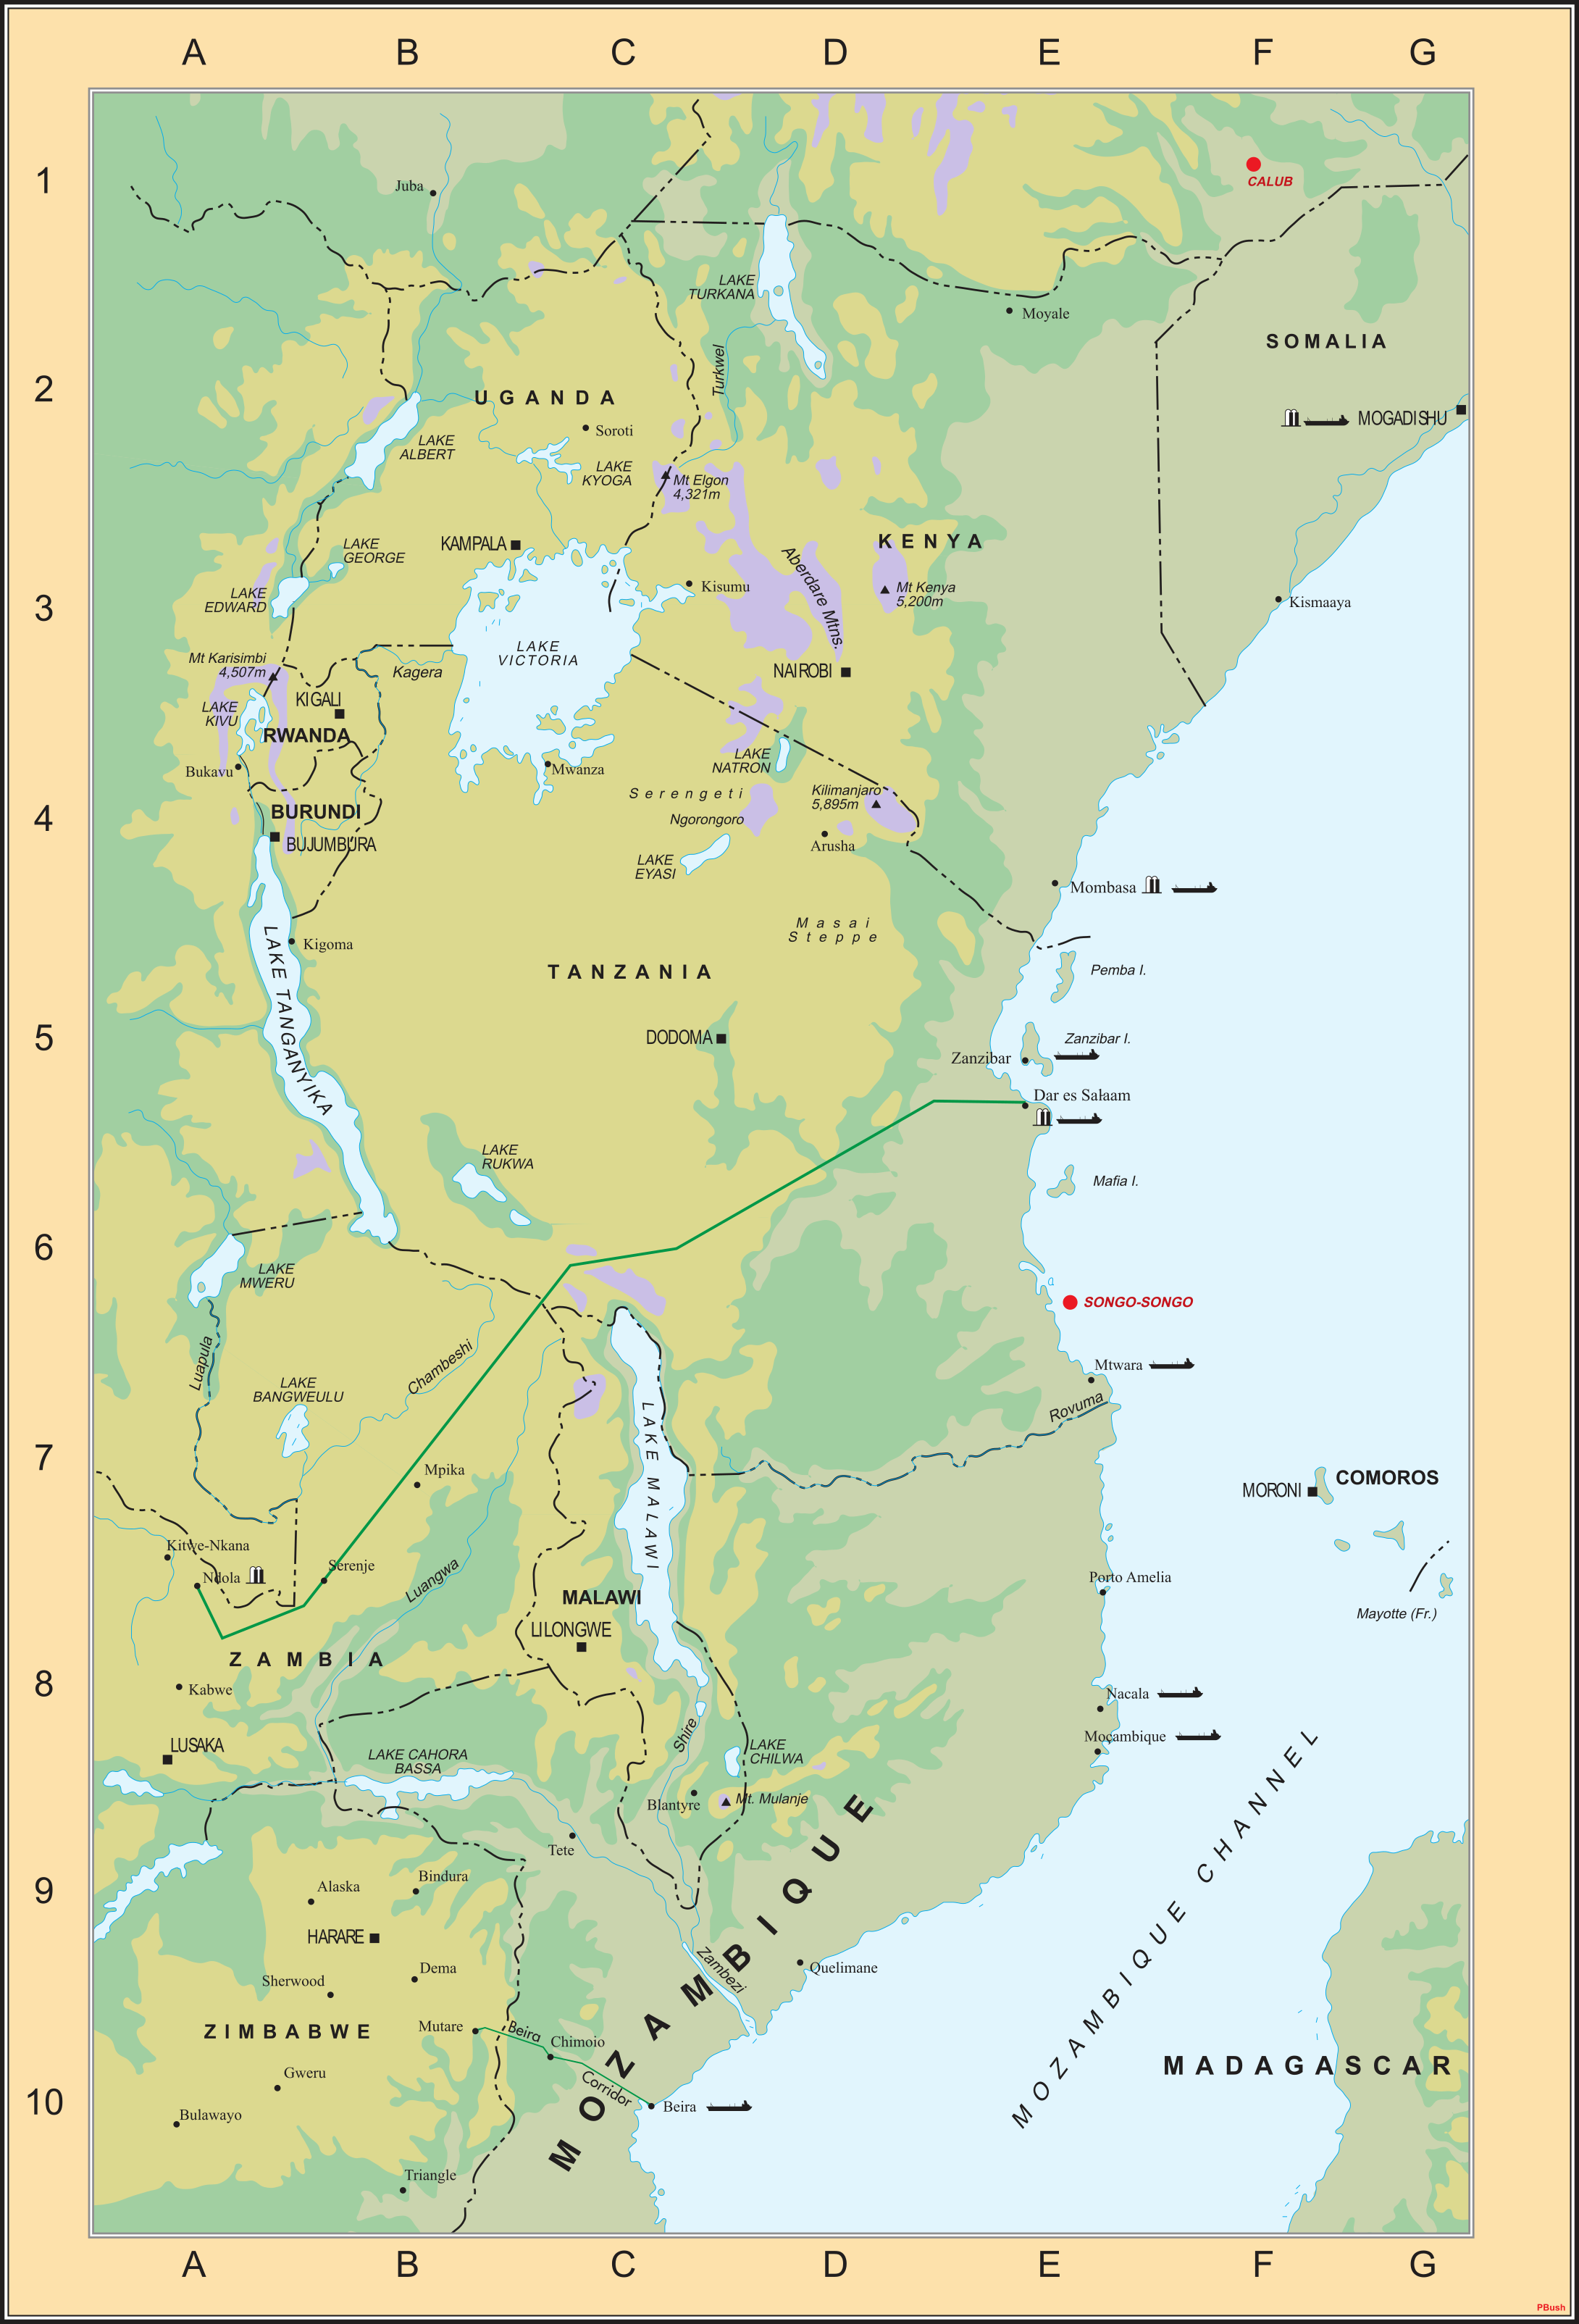 A B C D E F G
1
CALUB
Juba
LAKE
TURKANA
Moyale
SOMALIA
2
Turkwel
UGANDA
MOGADISHU
Soroti
LAKE
ALBERT
LAKE
KYOGA
Mt Elgon
4,321m
KENYA
KAMPALA
LAKE
GEORGE
Aberdare Mtns.
Kisumu
Mt Kenya
5,200m
LAKE
EDWARD
3
Kismaaya
LAKE
VICTORIA
Mt Karisimbi
4,507m
Kagera
NAIROBI
KIGALI
LAKE
KIVU
RWANDA
LAKE
NATRON
Bukavu
Mwanza
Serengeti
Kilimanjaro
5,895m
4
BURUNDI
Ngorongoro
BUJUMBURA
Arusha
LAKE
EYASI
Mombasa
Masai
Steppe
Kigoma
LAKE TANGANYIKA
TANZANIA
Pemba I.
5
DODOMA
Zanzibar I.
Zanzibar
Dar es Salaam
LAKE
RUKWA
Mafia I.
6
LAKE
MWERU
SONGO-SONGO
Luapula
Chambeshi
Mtwara
LAKE
BANGWEULU
Rovuma
LAKE MALAWI
7
Mpika
COMOROS
MORONI
Kitwe-Nkana
Ndola
Serenje
Luangwa
Porto Amelia
MALAWI
Mayotte (Fr.)
LILONGWE
ZAMBIA
8
Kabwe
Nacala
Shire
Moçambique
LUSAKA
LAKE CAHORA
BASSA
LAKE
CHILWA
Blantyre
Mt. Mulanje
Tete
MOZAMBIQUE
MOZAMBIQUE CHANNEL
9
Bindura
Alaska
HARARE
Zambezi
Dema
Quelimane
Sherwood
ZIMBABWE
Mutare
Beira
Chimoio
MADAGASCAR
Gweru
Corridor
10
Beira
Bulawayo
Triangle
A B C D E F G
PBush